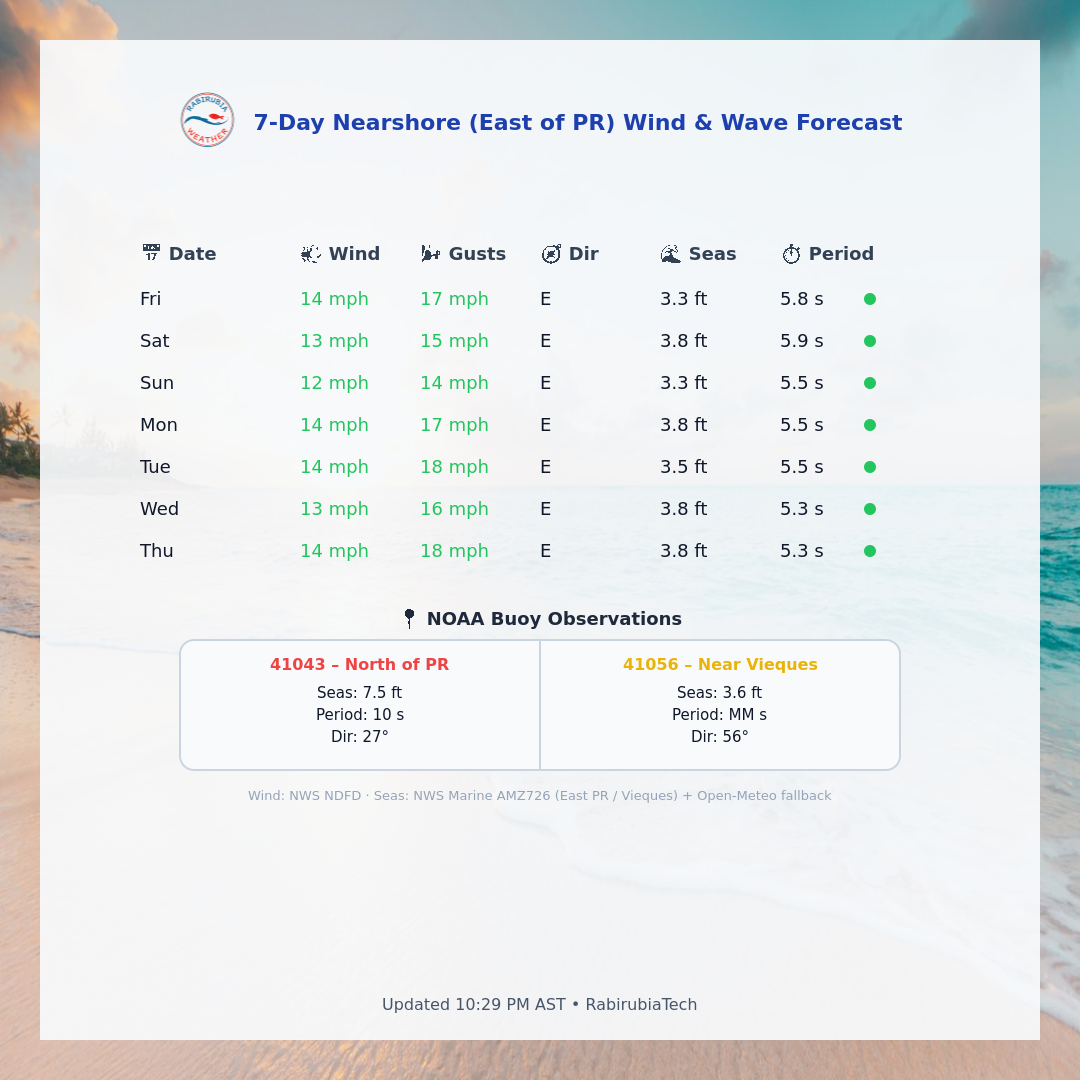 RABIRUBIA
WEATHER
7-Day Nearshore (East of PR) Wind & Wave Forecast
17 Date Wind Gusts Dir Seas Period
Fri 14 mph 17 mph E 3.3 ft 5.8 s
Sat 13 mph 15 mph E 3.8 ft 5.9 s
Sun 12 mph 14 mph E 3.3 ft 5.5 s
Mon 14 mph 17 mph E 3.8 ft 5.5 s
Tue 14 mph 18 mph E 3.5 ft 5.5 s
Wed 13 mph 16 mph E 3.8 ft 5.3 s
Thu 14 mph 18 mph E 3.8 ft 5.3 s
NOAA Buoy Observations
41043 – North of PR
Seas: 7.5 ft
Period: 10 s
Dir: 27°
41056 – Near Vieques
Seas: 3.6 ft
Period: MM s
Dir: 56°
Wind: NWS NDFD · Seas: NWS Marine AMZ726 (East PR / Vieques) + Open-Meteo fallback
Updated 10:29 PM AST • RabirubiaTech